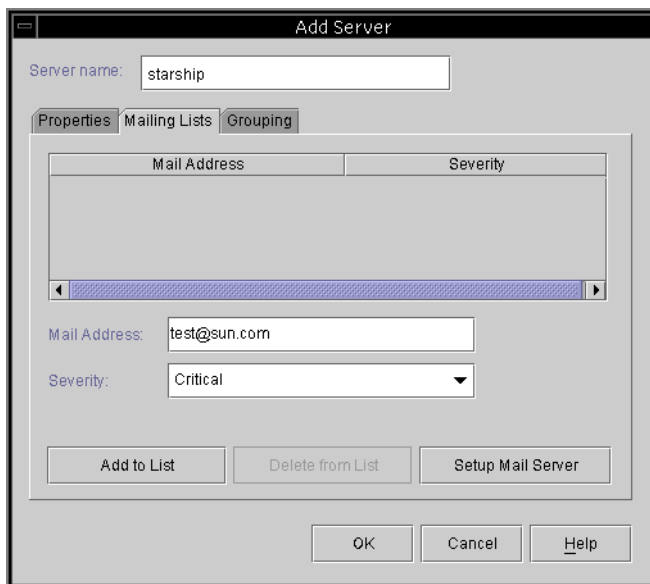 Add Server
Server name: starship
Properties Mailing Lists Grouping
Mail Address Severity
Mail Address: test@sun.com
Severity: Critical
Add to List Delete from List Setup Mail Server
OK Cancel Help